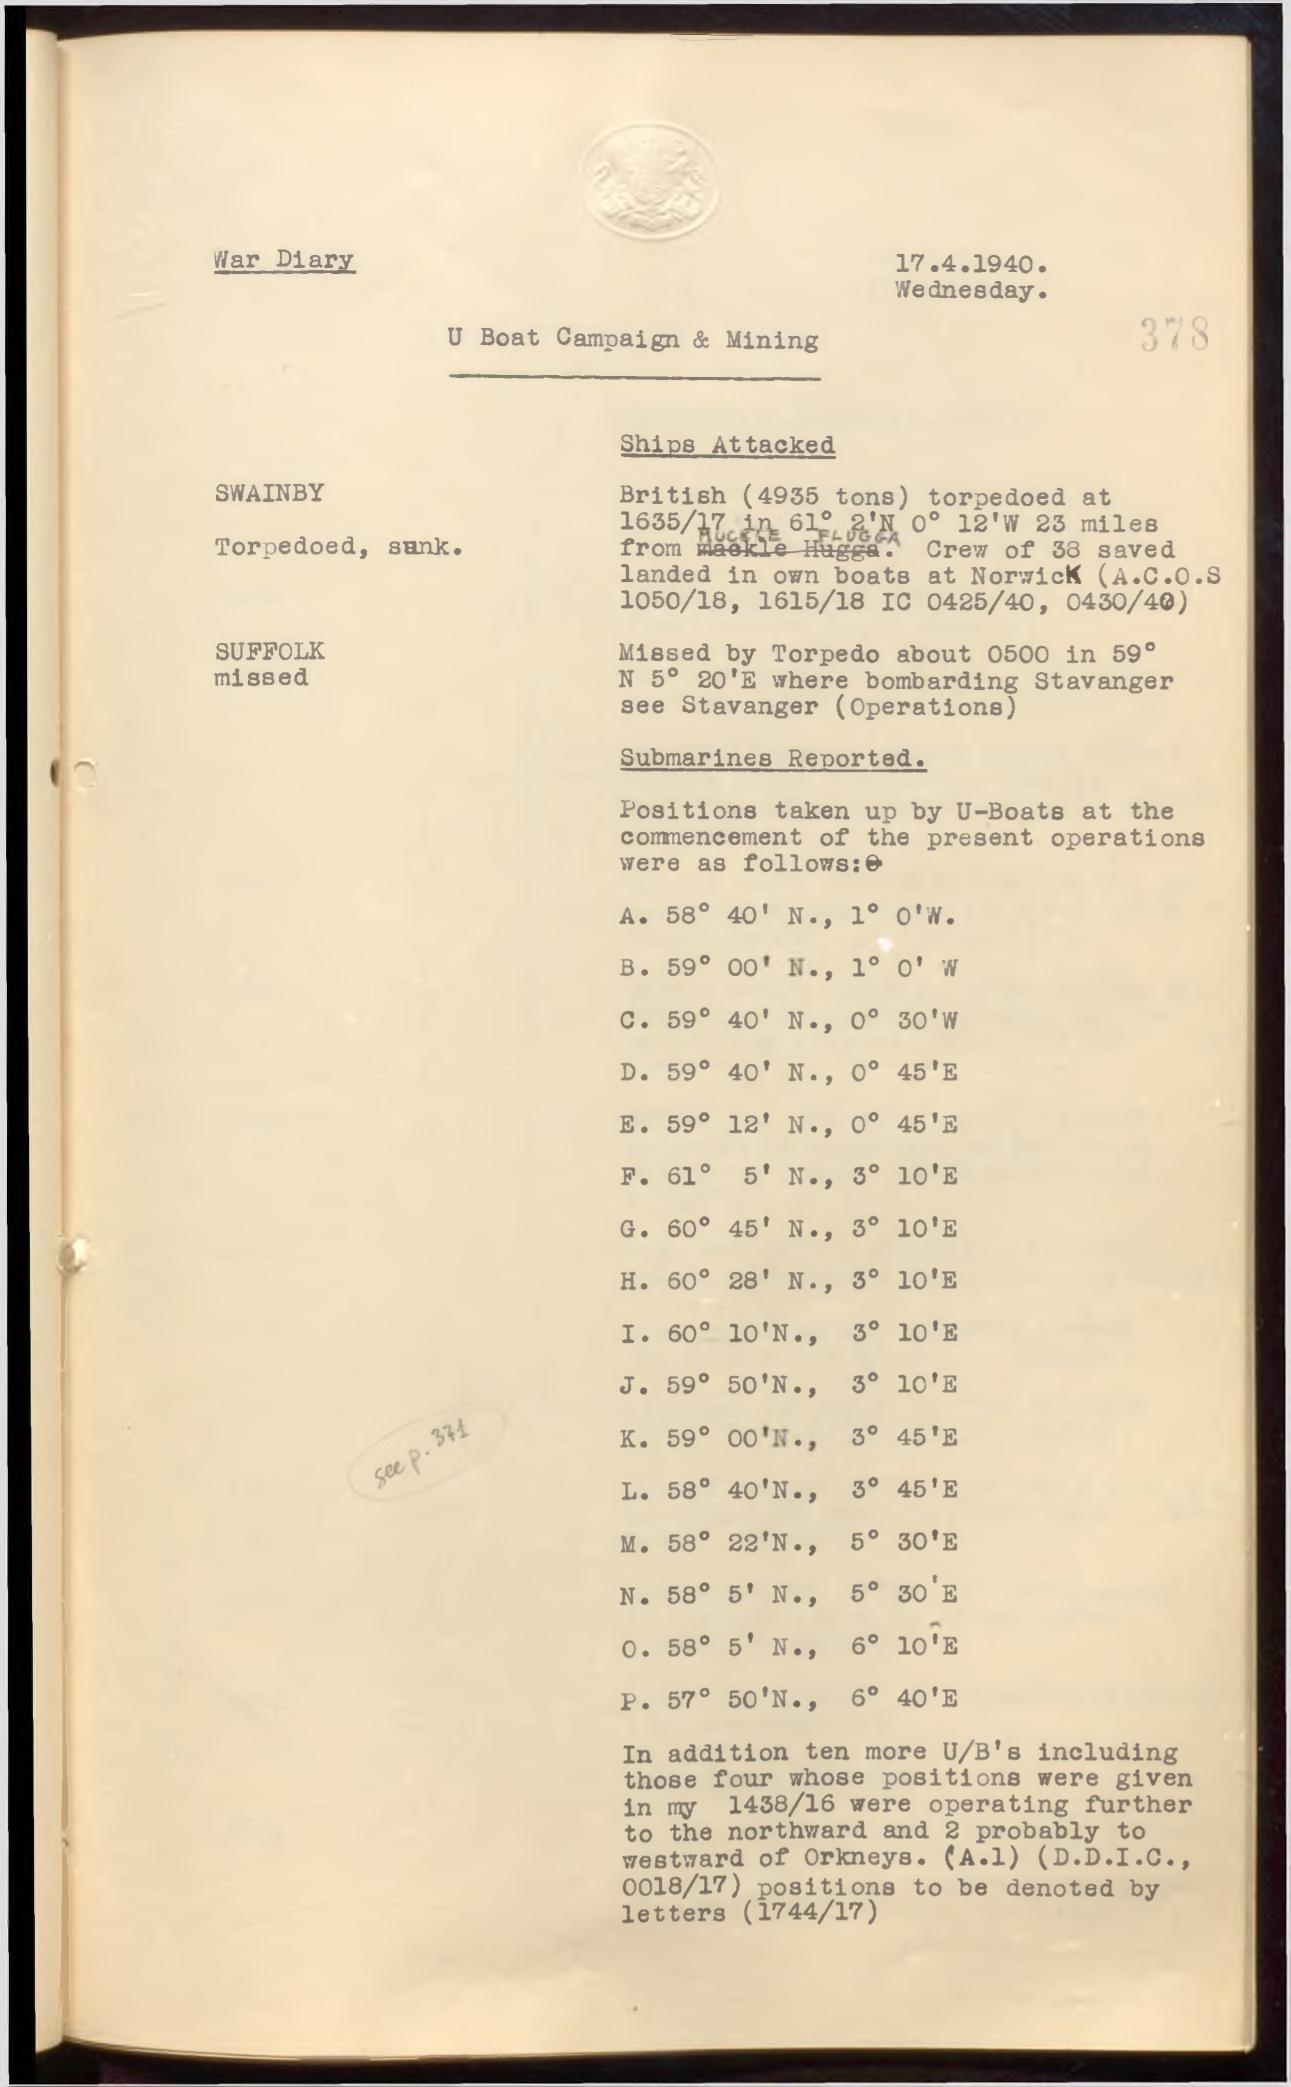 War Diary
17.4.1940.
Wednesday.
378
U Boat Campaign & Mining
Ships Attacked
SWAINBY
Torpedoed, sunk.
British (4935 tons) torpedoed at
1635/17 in 61° 2'N 0° 12'W 23 miles
MUCKLE FLUGGA
from mackle Hugga. Crew of 38 saved
landed in own boats at Norwick (A.C.O.S
1050/18, 1615/18 IC 0425/40, 0430/40)
SUFFOLK
missed
Missed by Torpedo about 0500 in 59°
N 5° 20'E where bombarding Stavanger
see Stavanger (Operations)
Submarines Reported.
Positions taken up by U-Boats at the
commencement of the present operations
were as follows:
A. 58° 40' N., 1° 0'W.
B. 59° 00' N., 1° 0' W
C. 59° 40' N., 0° 30'W
D. 59° 40' N., 0° 45'E
E. 59° 12' N., 0° 45'E
F. 61° 5' N., 3° 10'E
G. 60° 45' N., 3° 10'E
H. 60° 28' N., 3° 10'E
I. 60° 10'N., 3° 10'E
J. 59° 50'N., 3° 10'E
K. 59° 00'N., 3° 45'E
see p. 371
L. 58° 40'N., 3° 45'E
M. 58° 22'N., 5° 30'E
N. 58° 5' N., 5° 30'E
O. 58° 5' N., 6° 10'E
P. 57° 50'N., 6° 40'E
In addition ten more U/B's including
those four whose positions were given
in my 1438/16 were operating further
to the northward and 2 probably to
westward of Orkneys. (A.1) (D.D.I.C.,
0018/17) positions to be denoted by
letters (1744/17)